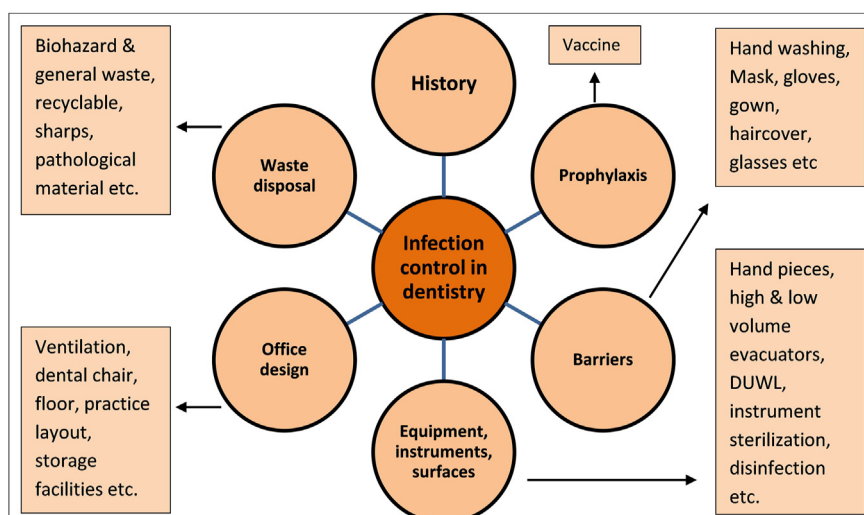 Biohazard &
general waste,
recyclable,
sharps,
pathological
material etc.
History
Vaccine
Hand washing,
Mask, gloves,
gown,
haircover,
glasses etc
Waste
disposal
Prophylaxis
Infection
control in
dentistry
Ventilation,
dental chair,
floor, practice
layout,
storage
facilities etc.
Office
design
Barriers
Hand pieces,
high & low
volume
evacuators,
DUWL,
instrument
sterilization,
disinfection
etc.
Equipment,
instruments,
surfaces